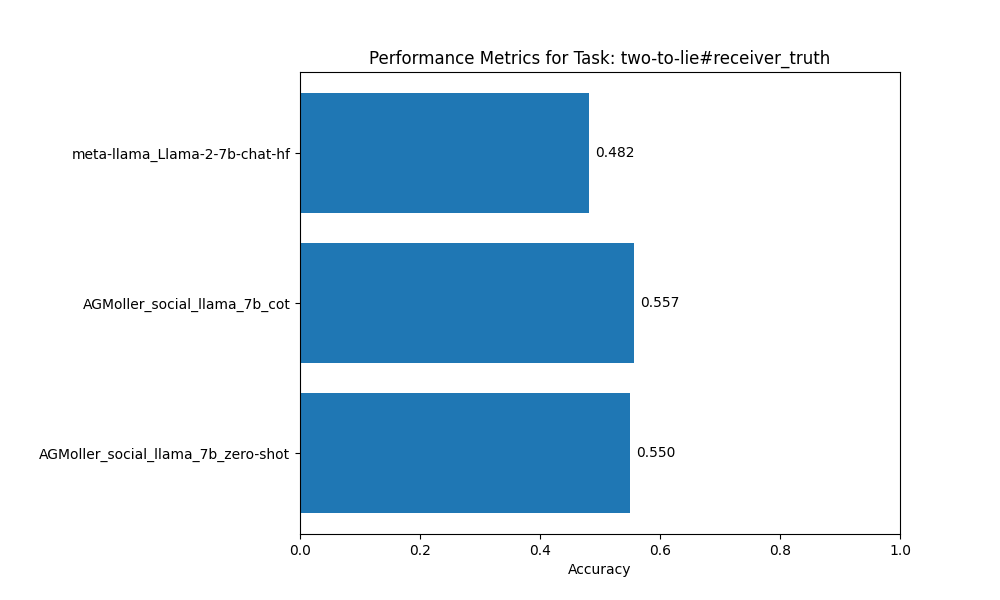 Performance Metrics for Task: two-to-lie#receiver_truth
meta-llama_Llama-2-7b-chat-hf
0.482
AGMoller_social_llama_7b_cot
0.557
AGMoller_social_llama_7b_zero-shot
0.550
0.0 0.2 0.4 0.6 0.8 1.0
Accuracy